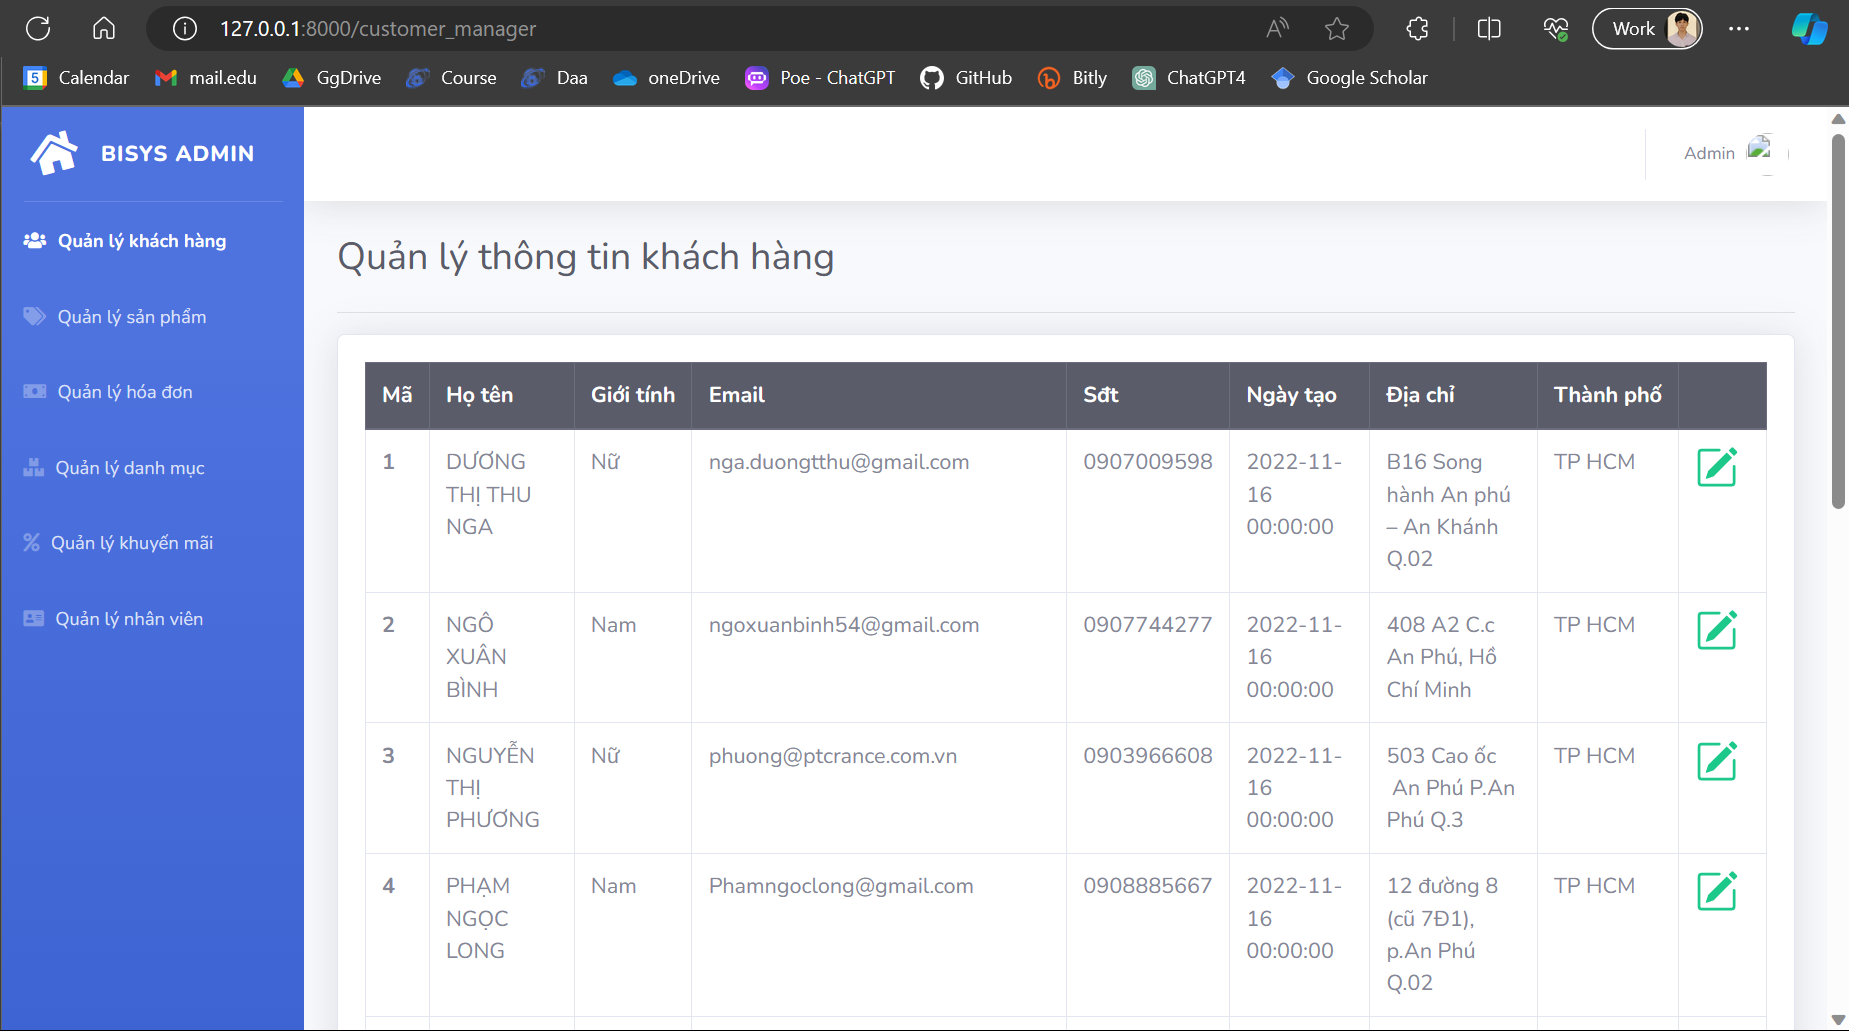 127.0.0.1:8000/customer_manager
Work
Calendar
mail.edu
GgDrive
Course
Daa
oneDrive
Poe - ChatGPT
GitHub
Bitly
ChatGPT4
Google Scholar
BISYS ADMIN
Admin
Quản lý khách hàng
Quản lý sản phẩm
Quản lý hóa đơn
Quản lý danh mục
Quản lý khuyến mãi
Quản lý nhân viên
Quản lý thông tin khách hàng
Mã
Họ tên
Giới tính
Email
Sđt
Ngày tạo
Địa chỉ
Thành phố
1
DƯƠNG
THỊ THU
NGA
Nữ
nga.duongtthu@gmail.com
0907009598
2022-11-
16
00:00:00
B16 Song
hành An phú
– An Khánh
Q.02
TP HCM
2
NGÔ
XUÂN
BÌNH
Nam
ngoxuanbinh54@gmail.com
0907744277
2022-11-
16
00:00:00
408 A2 C.c
An Phú, Hồ
Chí Minh
TP HCM
3
NGUYỄN
THỊ
PHƯƠNG
Nữ
phuong@ptcrance.com.vn
0903966608
2022-11-
16
00:00:00
503 Cao ốc
An Phú P.An
Phú Q.3
TP HCM
4
PHẠM
NGỌC
LONG
Nam
Phamngoclong@gmail.com
0908885667
2022-11-
16
00:00:00
12 đường 8
(cũ 7Đ1),
p.An Phú
Q.02
TP HCM